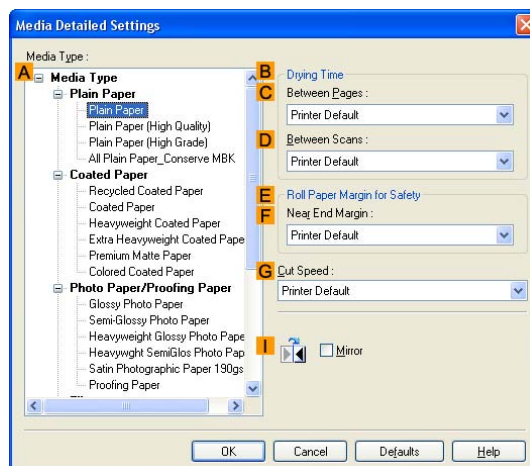 Media Detailed Settings
Media Type :
A
Media Type
Plain Paper
Plain Paper
Plain Paper (High Quality)
Plain Paper (High Grade)
All Plain Paper_Conserve MBK
Coated Paper
Recycled Coated Paper
Coated Paper
Heavyweight Coated Paper
Extra Heavyweight Coated Pape
Premium Matte Paper
Colored Coated Paper
Photo Paper/Proofing Paper
Glossy Photo Paper
Semi-Glossy Photo Paper
Heavyweight Glossy Photo Pape
Heavywght SemiGlos Photo Pap
Satin Photographic Paper 190gs
Proofing Paper
B Drying Time
C Between Pages :
Printer Default
D Between Scans :
Printer Default
E Roll Paper Margin for Safety
F Near End Margin :
Printer Default
G Cut Speed :
Printer Default
I Mirror
OK Cancel Defaults Help